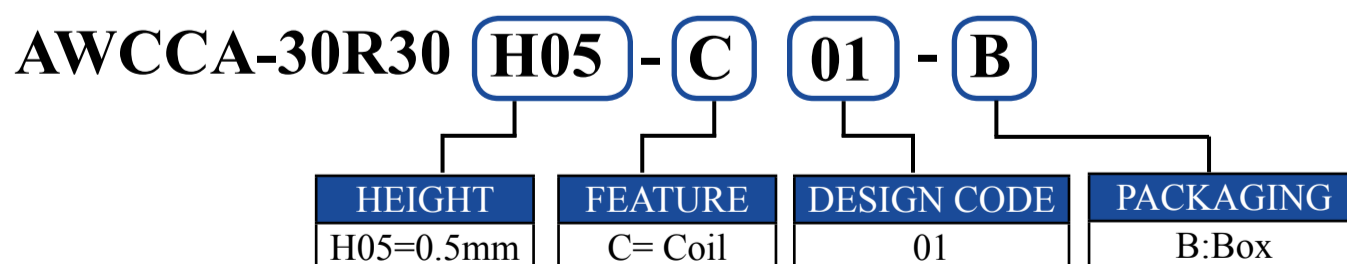 AWCCA-30R30 H05 - C 01 - B
HEIGHT FEATURE DESIGN CODE PACKAGING
H05=0.5mm C= Coil 01 B:Box